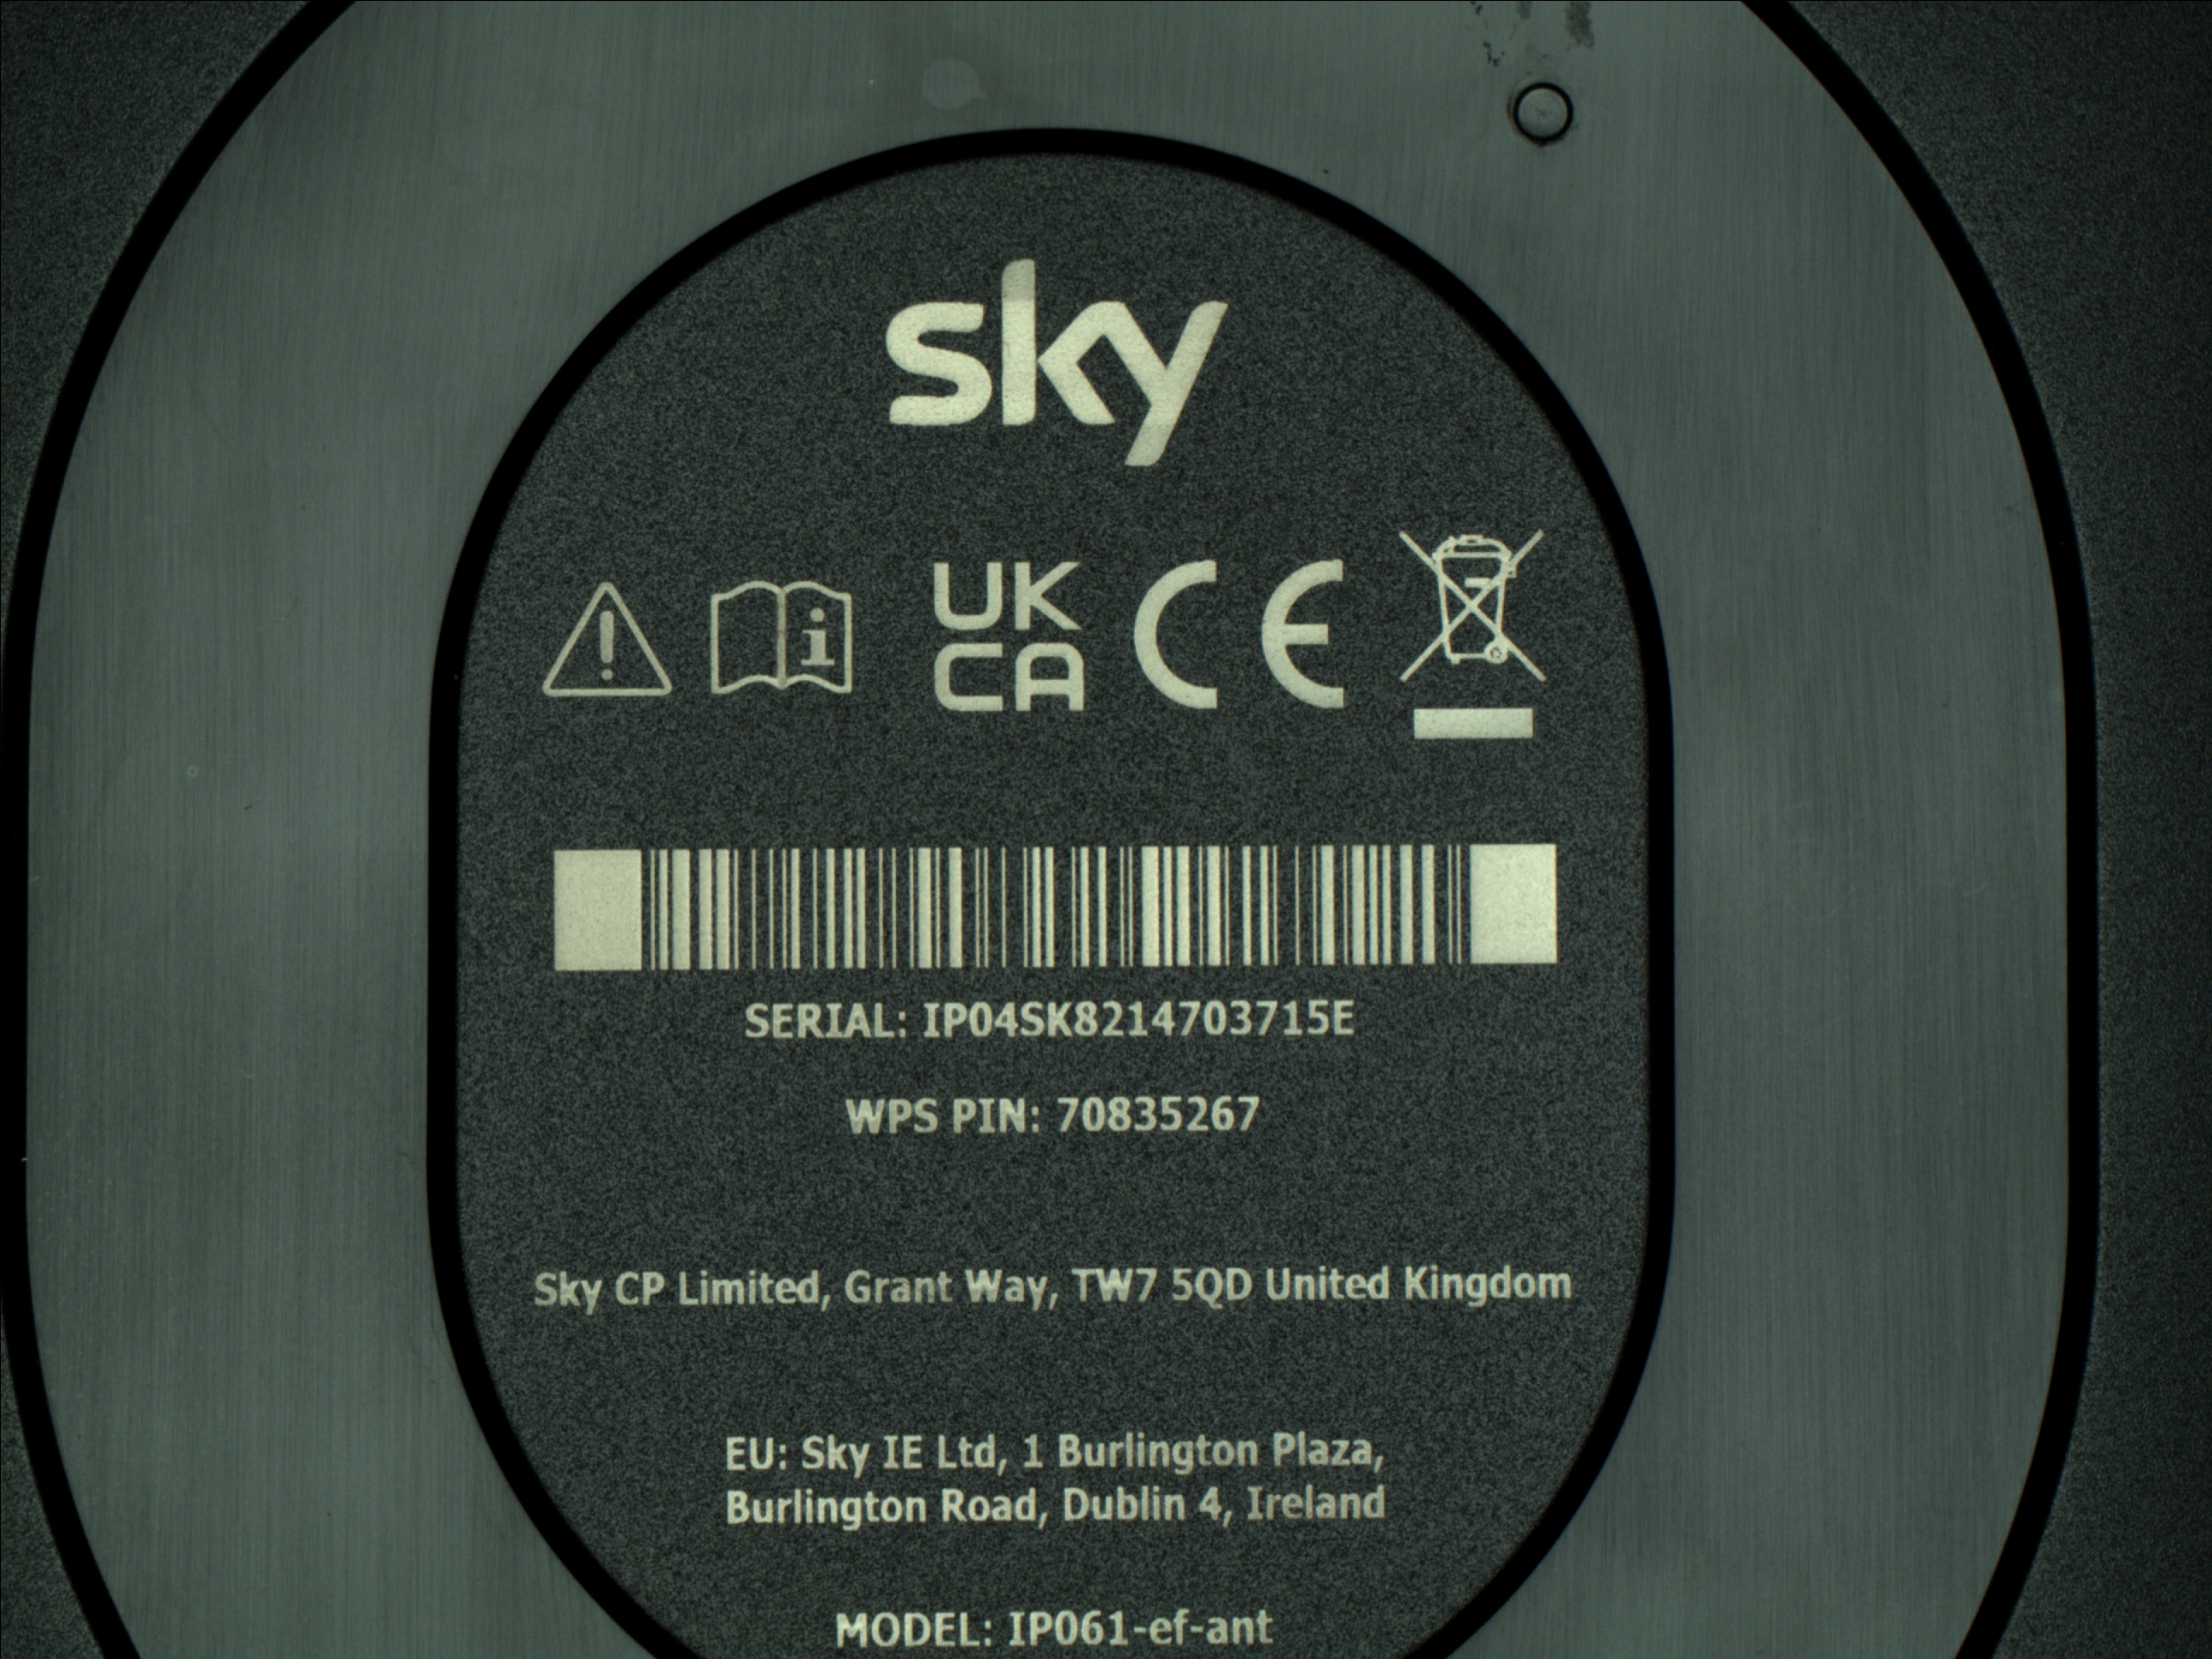 sky
UK
CA CE
SERIAL: IP04SK8214703715E
WPS PIN: 70835267
Sky CP Limited, Grant Way, TW7 5QD United Kingdom
EU: Sky IE Ltd, 1 Burlington Plaza,
Burlington Road, Dublin 4, Ireland
MODEL: IP061-ef-ant